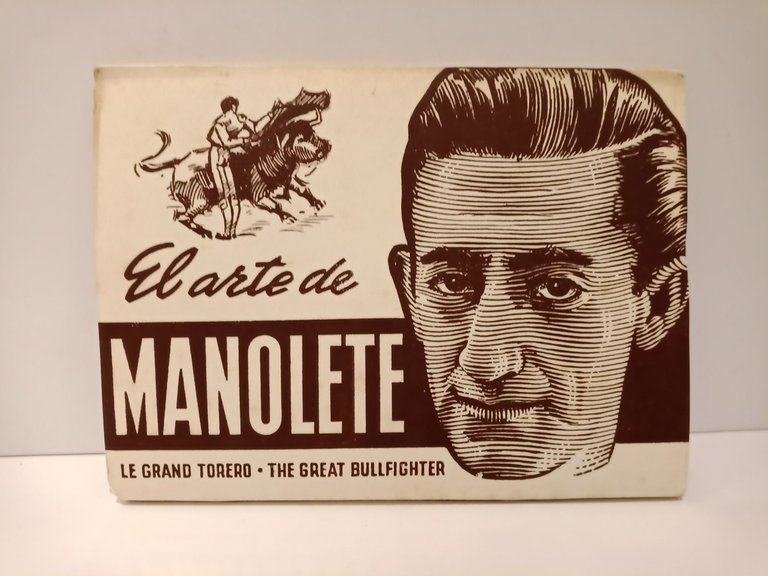 El arte de
MANOLETE
LE GRAND TORERO • THE GREAT BULLFIGHTER